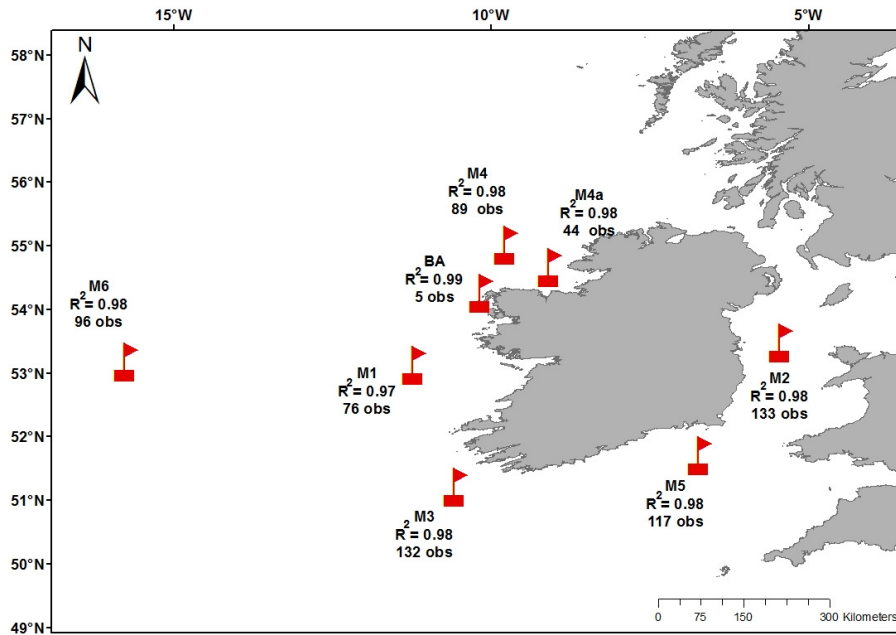 15°W 10°W 5°W
58°N
57°N
56°N
55°N
54°N
53°N
52°N
51°N
50°N
49°N
N
M4
R² = 0.98
89 obs
M4a
R² = 0.98
44 obs
BA
R² = 0.99
5 obs
M6
R² = 0.98
96 obs
M1
R² = 0.97
76 obs
M2
R² = 0.98
133 obs
M5
R² = 0.98
117 obs
M3
R² = 0.98
132 obs
0 75 150 300 Kilometers